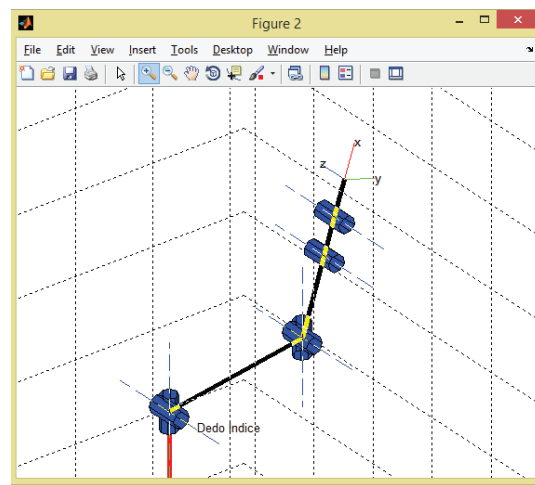 Figure 2
File Edit View Insert Tools Desktop Window Help
x
z
y
Dedo Indice